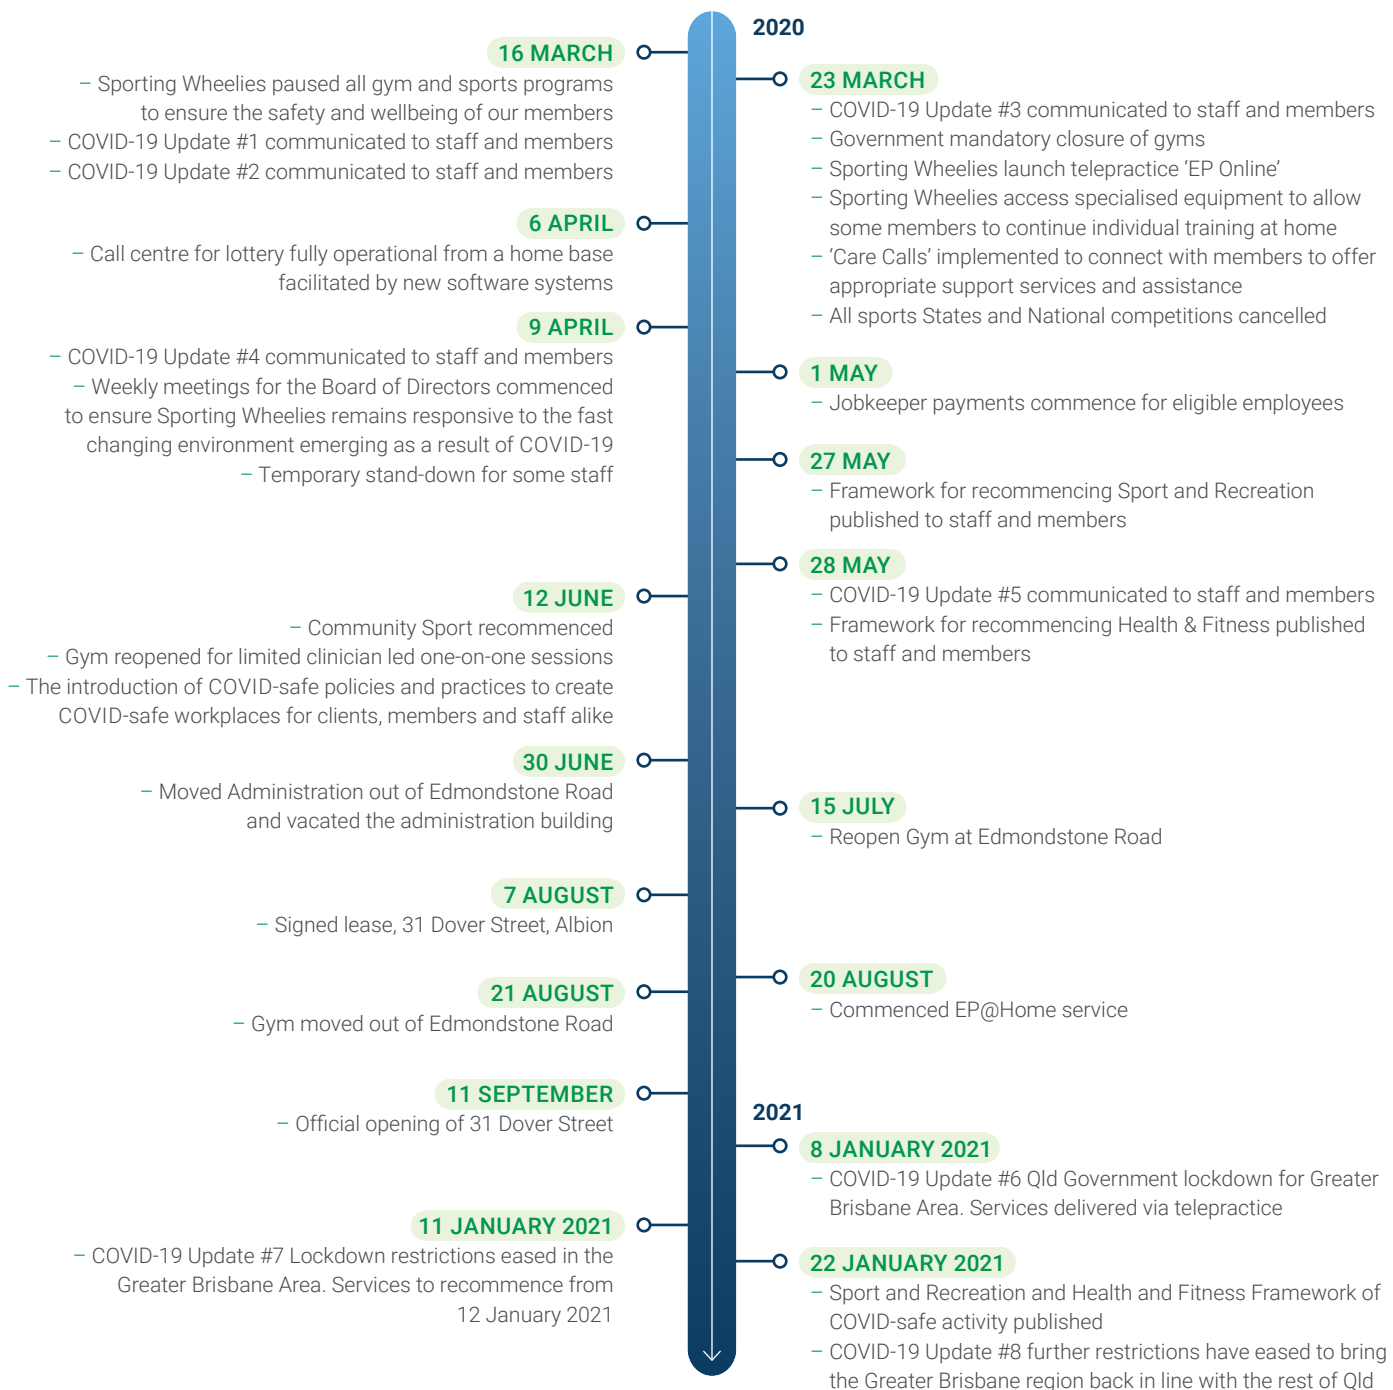 2020
16 MARCH
– Sporting Wheelies paused all gym and sports programs
to ensure the safety and wellbeing of our members
– COVID-19 Update #1 communicated to staff and members
– COVID-19 Update #2 communicated to staff and members
23 MARCH
– COVID-19 Update #3 communicated to staff and members
– Government mandatory closure of gyms
– Sporting Wheelies launch telepractice ‘EP Online’
– Sporting Wheelies access specialised equipment to allow
some members to continue individual training at home
– ‘Care Calls’ implemented to connect with members to offer
appropriate support services and assistance
– All sports States and National competitions cancelled
6 APRIL
– Call centre for lottery fully operational from a home base
facilitated by new software systems
9 APRIL
– COVID-19 Update #4 communicated to staff and members
– Weekly meetings for the Board of Directors commenced
to ensure Sporting Wheelies remains responsive to the fast
changing environment emerging as a result of COVID-19
– Temporary stand-down for some staff
1 MAY
– Jobkeeper payments commence for eligible employees
27 MAY
– Framework for recommencing Sport and Recreation
published to staff and members
28 MAY
– COVID-19 Update #5 communicated to staff and members
– Framework for recommencing Health & Fitness published
to staff and members
12 JUNE
– Community Sport recommenced
– Gym reopened for limited clinician led one-on-one sessions
– The introduction of COVID-safe policies and practices to create
COVID-safe workplaces for clients, members and staff alike
30 JUNE
– Moved Administration out of Edmondstone Road
and vacated the administration building
15 JULY
– Reopen Gym at Edmondstone Road
7 AUGUST
– Signed lease, 31 Dover Street, Albion
20 AUGUST
– Commenced EP@Home service
21 AUGUST
– Gym moved out of Edmondstone Road
11 SEPTEMBER
– Official opening of 31 Dover Street
2021
8 JANUARY 2021
– COVID-19 Update #6 Qld Government lockdown for Greater
Brisbane Area. Services delivered via telepractice
11 JANUARY 2021
– COVID-19 Update #7 Lockdown restrictions eased in the
Greater Brisbane Area. Services to recommence from
12 January 2021
22 JANUARY 2021
– Sport and Recreation and Health and Fitness Framework of
COVID-safe activity published
– COVID-19 Update #8 further restrictions have eased to bring
the Greater Brisbane region back in line with the rest of Qld